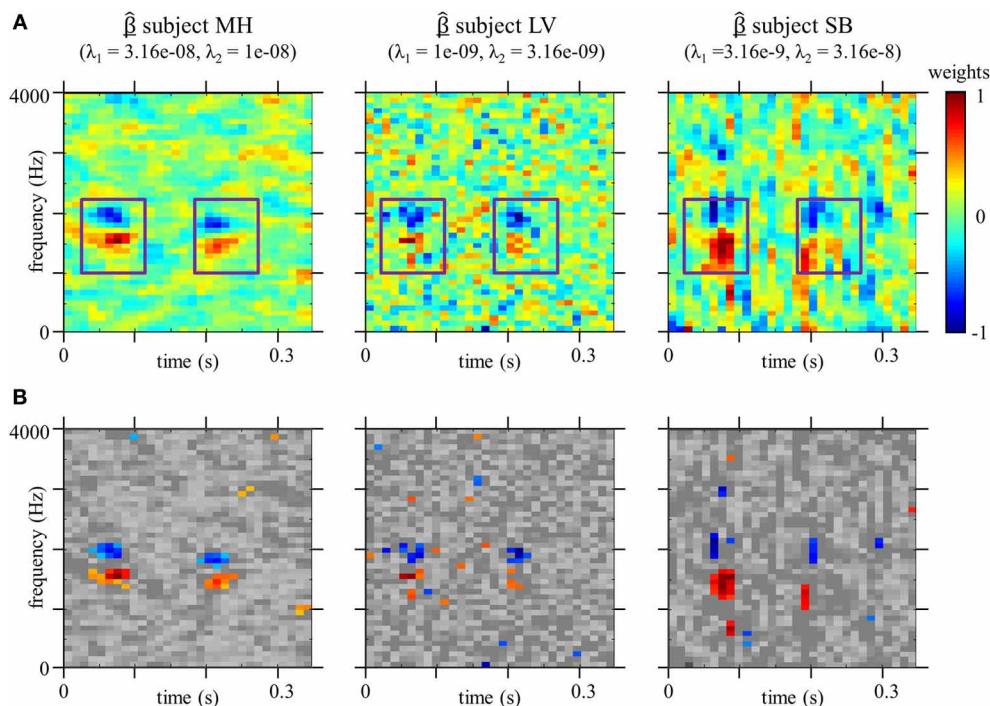 A
β̂ subject MH
(λ1 = 3.16e-08, λ2 = 1e-08)
β̂ subject LV
(λ1 = 1e-09, λ2 = 3.16e-09)
β̂ subject SB
(λ1 =3.16e-9, λ2 = 3.16e-8)
weights
1
0
-1
4000
frequency (Hz)
0
0
time (s)
0.3
0
time (s)
0.3
0
time (s)
0.3
B
4000
frequency (Hz)
0
0
time (s)
0.3
0
time (s)
0.3
0
time (s)
0.3